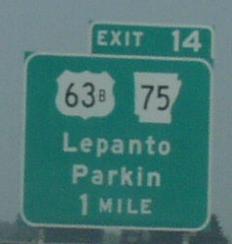 EXIT 14
63B 75
Lepanto
Parkin
1 MILE